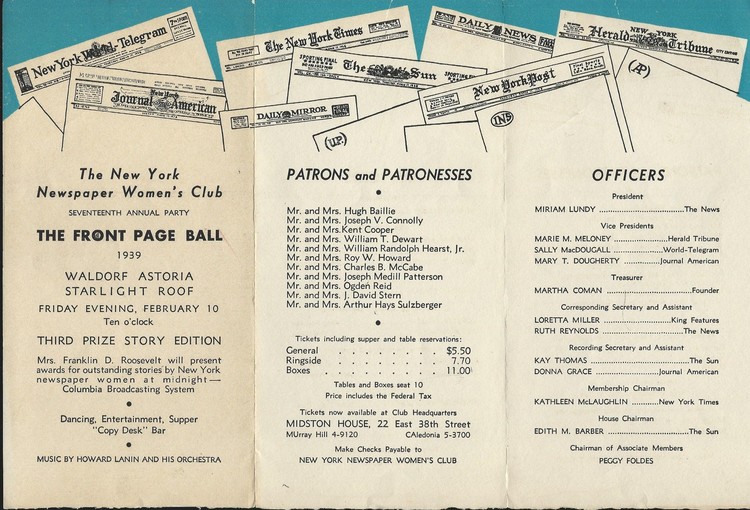 New York World-Telegram
The New York Times
DAILY NEWS
NEW YORK
Herald Tribune
New York
Journal American
SPORTING FINAL
The Sun
New York Post
DAILY MIRROR
(AP)
(U.P.)
INS
The New York
Newspaper Women's Club
SEVENTEENTH ANNUAL PARTY
THE FRONT PAGE BALL
1939
WALDORF ASTORIA
STARLIGHT ROOF
FRIDAY EVENING, FEBRUARY 10
Ten o'clock
THIRD PRIZE STORY EDITION
Mrs. Franklin D. Roosevelt will present
awards for outstanding stories by New York
newspaper women at midnight—
Columbia Broadcasting System
Dancing, Entertainment, Supper
"Copy Desk" Bar
MUSIC BY HOWARD LANIN AND HIS ORCHESTRA
PATRONS and PATRONESSES
Mr. and Mrs. Hugh Baillie
Mr. and Mrs. Joseph V. Connolly
Mr. and Mrs.Kent Cooper
Mr. and Mrs. William T. Dewart
Mr. and Mrs. William Randolph Hearst, Jr.
Mr. and Mrs. Roy W. Howard
Mr. and Mrs. Charles B. McCabe
Mr. and Mrs. Joseph Medill Patterson
Mr. and Mrs. Ogden Reid
Mr. and Mrs. J. David Stern
Mr. and Mrs. Arthur Hays Sulzberger
Tickets including supper and table reservations:
General . . . . . . . $5.50
Ringside . . . . . . . 7.70
Boxes . . . . . . . . 11.00
Tables and Boxes seat 10
Price includes the Federal Tax
Tickets now available at Club Headquarters
MIDSTON HOUSE, 22 East 38th Street
MUrray Hill 4-9120 CAledonia 5-3700
Make Checks Payable to
NEW YORK NEWSPAPER WOMEN'S CLUB
OFFICERS
President
MIRIAM LUNDY ..............................The News
Vice Presidents
MARIE M. MELONEY ....................Herald Tribune
SALLY MacDOUGALL ....................World-Telegram
MARY T. DOUGHERTY ..............Journal American
Treasurer
MARTHA COMAN ..............................Founder
Corresponding Secretary and Assistant
LORETTA MILLER ....................King Features
RUTH REYNOLDS ..............................The News
Recording Secretary and Assistant
KAY THOMAS ..............................The Sun
DONNA GRACE ....................Journal American
Membership Chairman
KATHLEEN McLAUGHLIN ............New York Times
House Chairman
EDITH M. BARBER ..............................The Sun
Chairman of Associate Members
PEGGY FOLDES